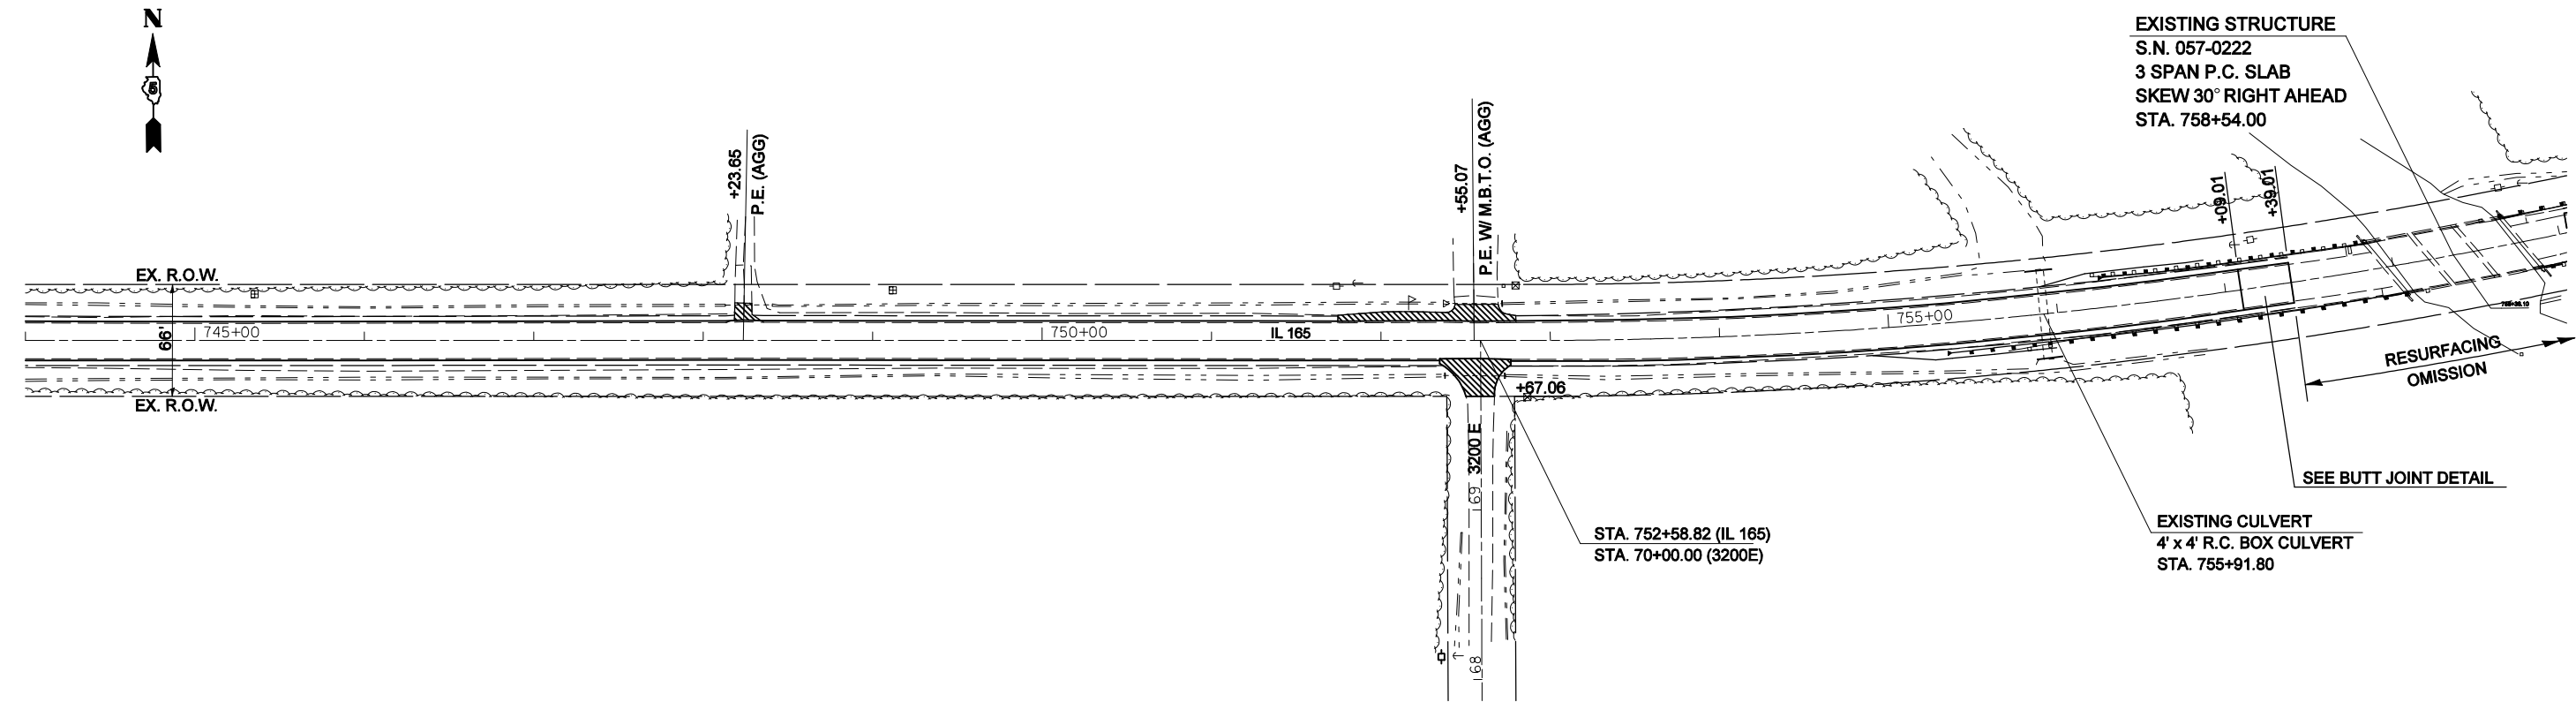 N
5
EXISTING STRUCTURE
S.N. 057-0222
3 SPAN P.C. SLAB
SKEW 30° RIGHT AHEAD
STA. 758+54.00
+23.65
P.E. (AGG)
+55.07
P.E. W/ M.B.T.O. (AGG)
+09.01
+39.01
EX. R.O.W.
66'
745+00
750+00
IL 165
755+00
EX. R.O.W.
+67.06
RESURFACING
OMISSION
3200 E
69
68
SEE BUTT JOINT DETAIL
STA. 752+58.82 (IL 165)
STA. 70+00.00 (3200E)
EXISTING CULVERT
4' x 4' R.C. BOX CULVERT
STA. 755+91.80